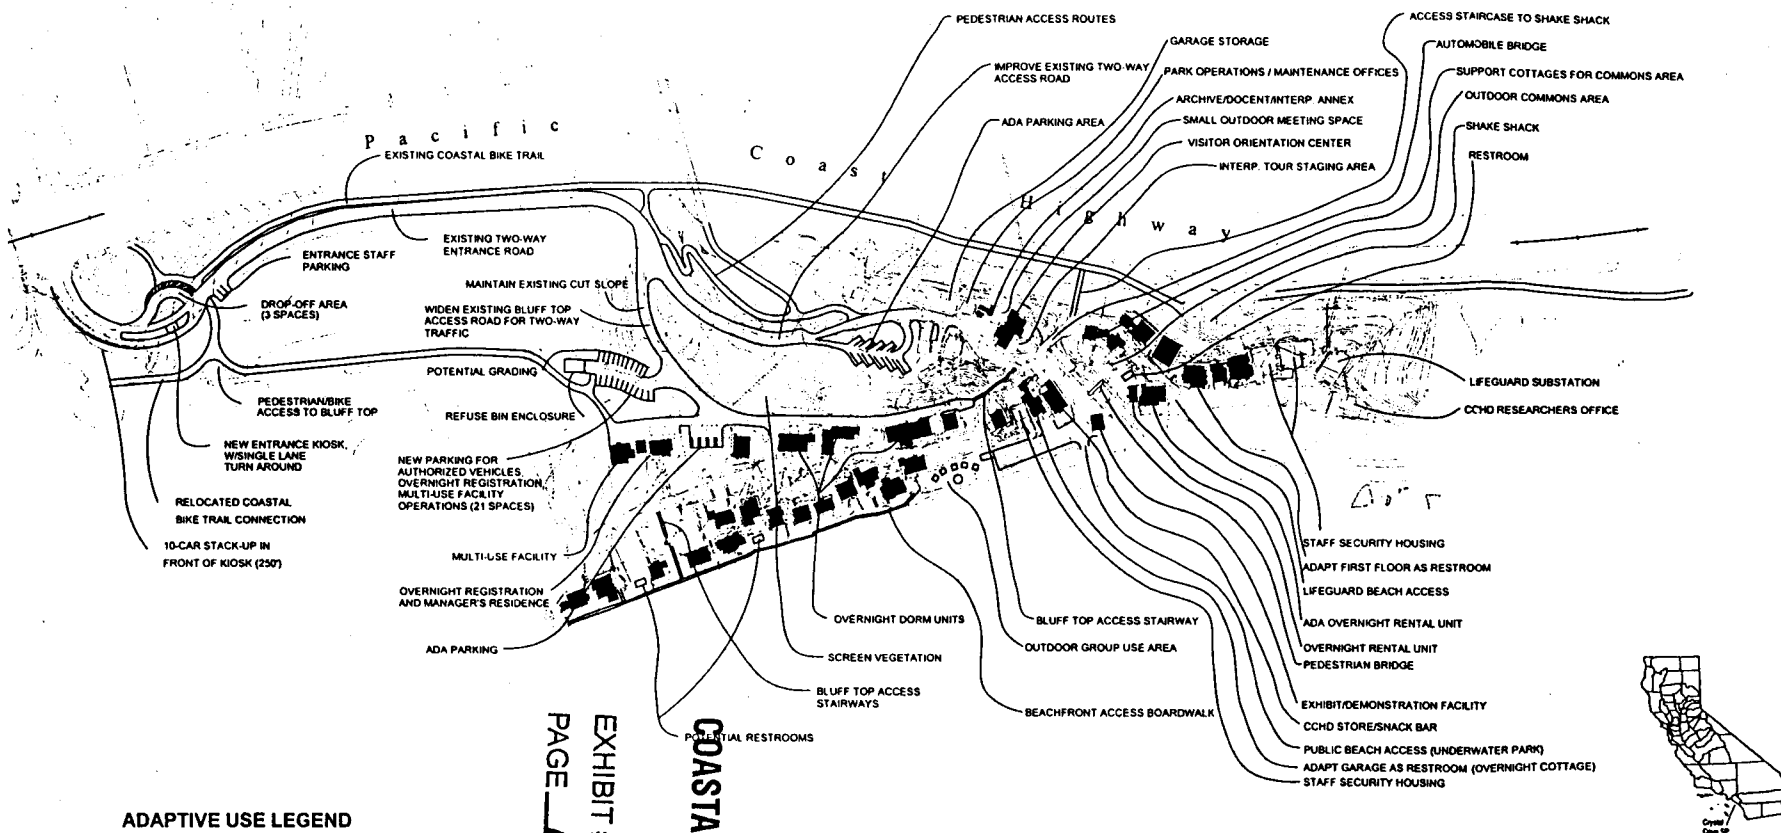 PEDESTRIAN ACCESS ROUTES
ACCESS STAIRCASE TO SHAKE SHACK
GARAGE STORAGE
AUTOMOBILE BRIDGE
IMPROVE EXISTING TWO-WAY
ACCESS ROAD
PARK OPERATIONS / MAINTENANCE OFFICES
SUPPORT COTTAGES FOR COMMONS AREA
ARCHIVE/DOCENT/INTERP. ANNEX
OUTDOOR COMMONS AREA
ADA PARKING AREA
SMALL OUTDOOR MEETING SPACE
SHAKE SHACK
VISITOR ORIENTATION CENTER
RESTROOM
INTERP. TOUR STAGING AREA
Pacific Coast Highway
EXISTING COASTAL BIKE TRAIL
EXISTING TWO-WAY
ENTRANCE ROAD
ENTRANCE STAFF
PARKING
MAINTAIN EXISTING CUT SLOPE
DROP-OFF AREA
(3 SPACES)
WIDEN EXISTING BLUFF TOP
ACCESS ROAD FOR TWO-WAY
TRAFFIC
POTENTIAL GRADING
PEDESTRIAN/BIKE
ACCESS TO BLUFF TOP
REFUSE BIN ENCLOSURE
LIFEGUARD SUBSTATION
CCHD RESEARCHERS OFFICE
NEW ENTRANCE KIOSK,
W/SINGLE LANE
TURN AROUND
NEW PARKING FOR
AUTHORIZED VEHICLES,
OVERNIGHT REGISTRATION,
MULTI-USE FACILITY
OPERATIONS (21 SPACES)
RELOCATED COASTAL
BIKE TRAIL CONNECTION
10-CAR STACK-UP IN
FRONT OF KIOSK (250')
MULTI-USE FACILITY
OVERNIGHT REGISTRATION
AND MANAGER'S RESIDENCE
ADA PARKING
OVERNIGHT DORM UNITS
SCREEN VEGETATION
BLUFF TOP ACCESS
STAIRWAYS
POTENTIAL RESTROOMS
BLUFF TOP ACCESS STAIRWAY
OUTDOOR GROUP USE AREA
BEACHFRONT ACCESS BOARDWALK
STAFF SECURITY HOUSING
ADAPT FIRST FLOOR AS RESTROOM
LIFEGUARD BEACH ACCESS
ADA OVERNIGHT RENTAL UNIT
OVERNIGHT RENTAL UNIT
PEDESTRIAN BRIDGE
EXHIBIT/DEMONSTRATION FACILITY
CCHD STORE/SNACK BAR
PUBLIC BEACH ACCESS (UNDERWATER PARK)
ADAPT GARAGE AS RESTROOM (OVERNIGHT COTTAGE)
STAFF SECURITY HOUSING
COASTA
EXHIBIT
PAGE
ADAPTIVE USE LEGEND
Crystal
Cove SP